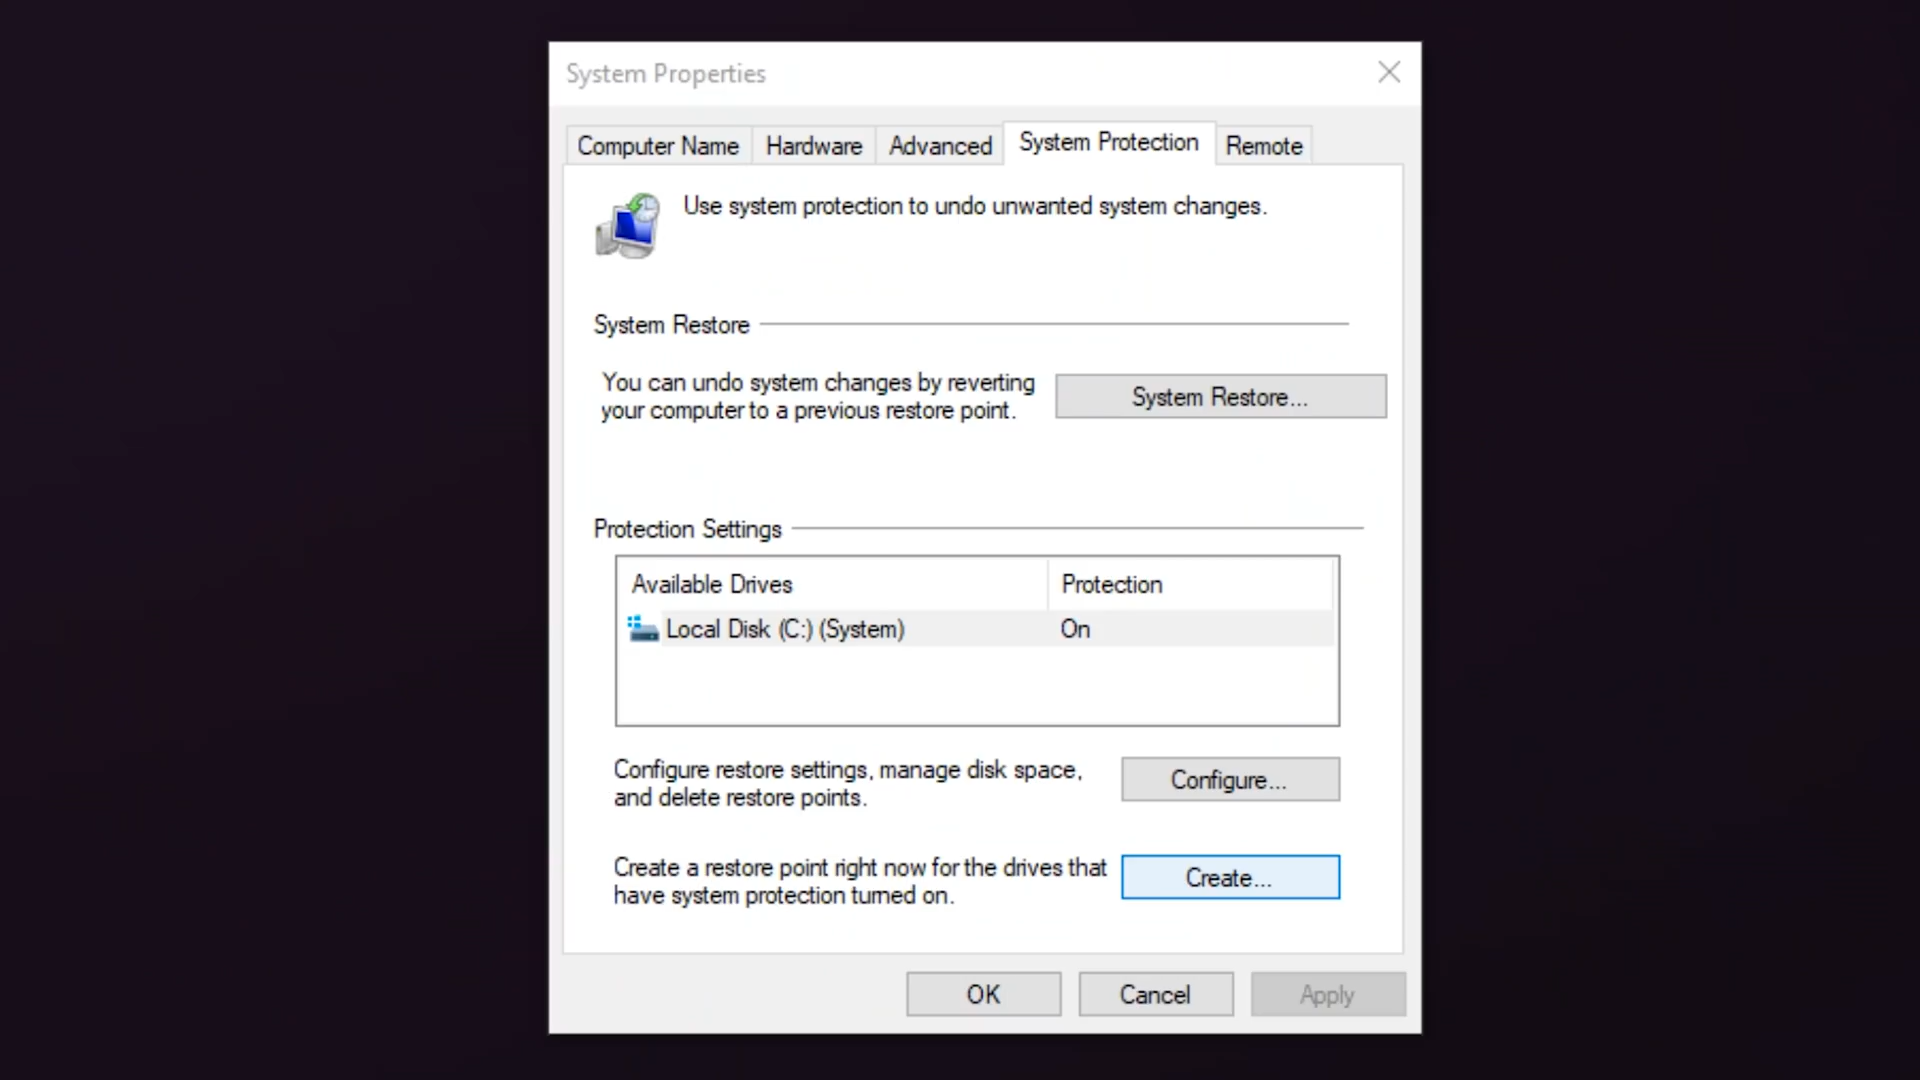 System Properties
Computer Name
Hardware
Advanced
System Protection
Remote
Use system protection to undo unwanted system changes.
System Restore
You can undo system changes by reverting
your computer to a previous restore point.
System Restore...
Protection Settings
Available Drives
Protection
Local Disk (C:) (System)
On
Configure restore settings, manage disk space,
and delete restore points.
Configure...
Create a restore point right now for the drives that
have system protection turned on.
Create...
OK
Cancel
Apply